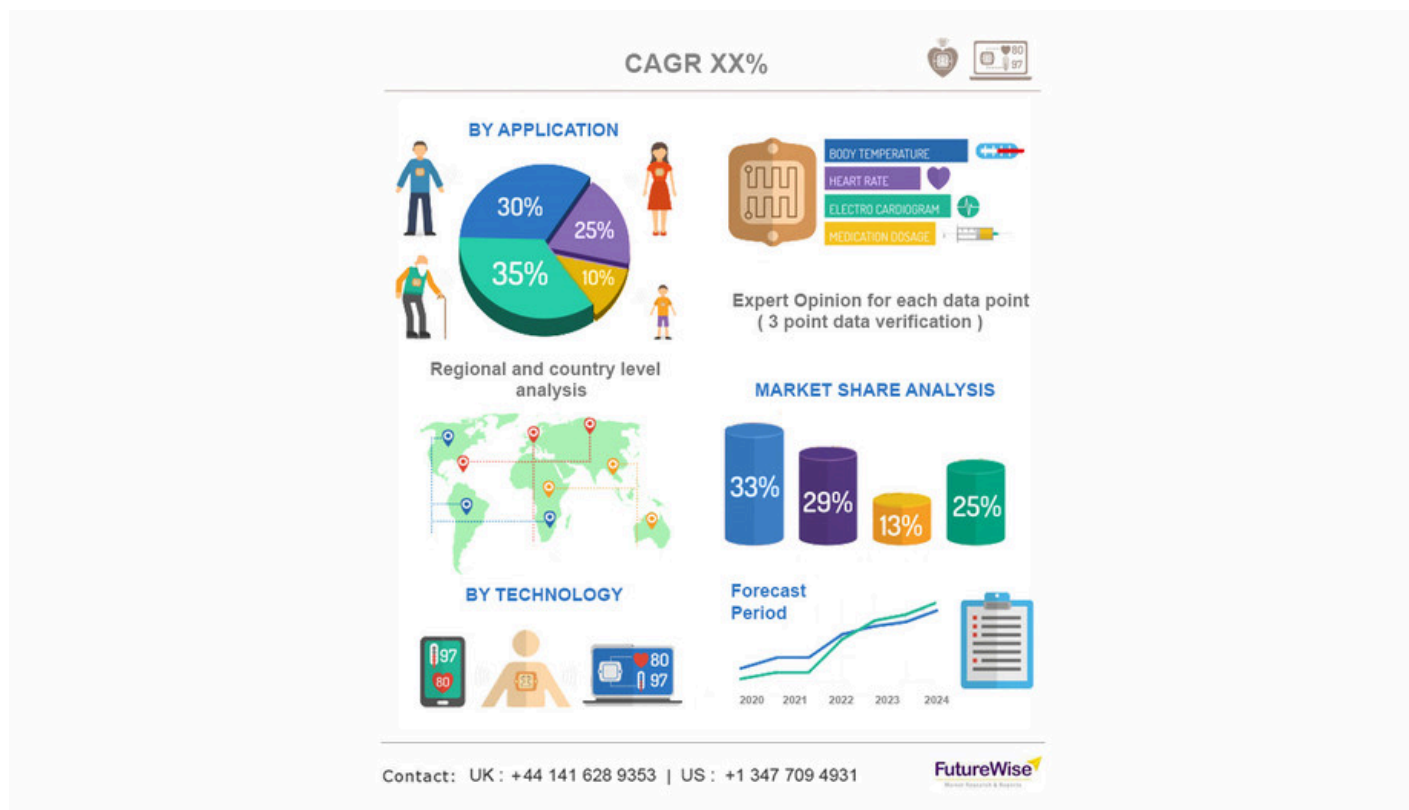 CAGR XX%
80
97
BY APPLICATION
30%
25%
35%
10%
BODY TEMPERATURE
HEART RATE
ELECTRO CARDIOGRAM
MEDICATION DOSAGE
Expert Opinion for each data point
( 3 point data verification )
Regional and country level
analysis
MARKET SHARE ANALYSIS
33%
29%
13%
25%
BY TECHNOLOGY
97
80
80
97
Forecast
Period
2020 2021 2022 2023 2024
Contact: UK : +44 141 628 9353 | US : +1 347 709 4931
FutureWise
Market Research & Reports